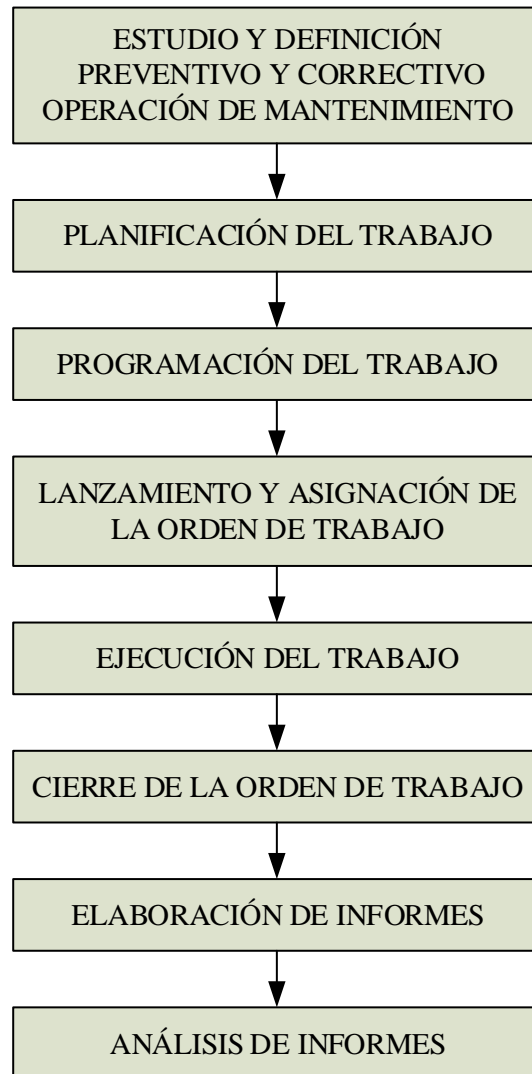 ESTUDIO Y DEFINICIÓN
PREVENTIVO Y CORRECTIVO
OPERACIÓN DE MANTENIMIENTO
PLANIFICACIÓN DEL TRABAJO
PROGRAMACIÓN DEL TRABAJO
LANZAMIENTO Y ASIGNACIÓN DE
LA ORDEN DE TRABAJO
EJECUCIÓN DEL TRABAJO
CIERRE DE LA ORDEN DE TRABAJO
ELABORACIÓN DE INFORMES
ANÁLISIS DE INFORMES